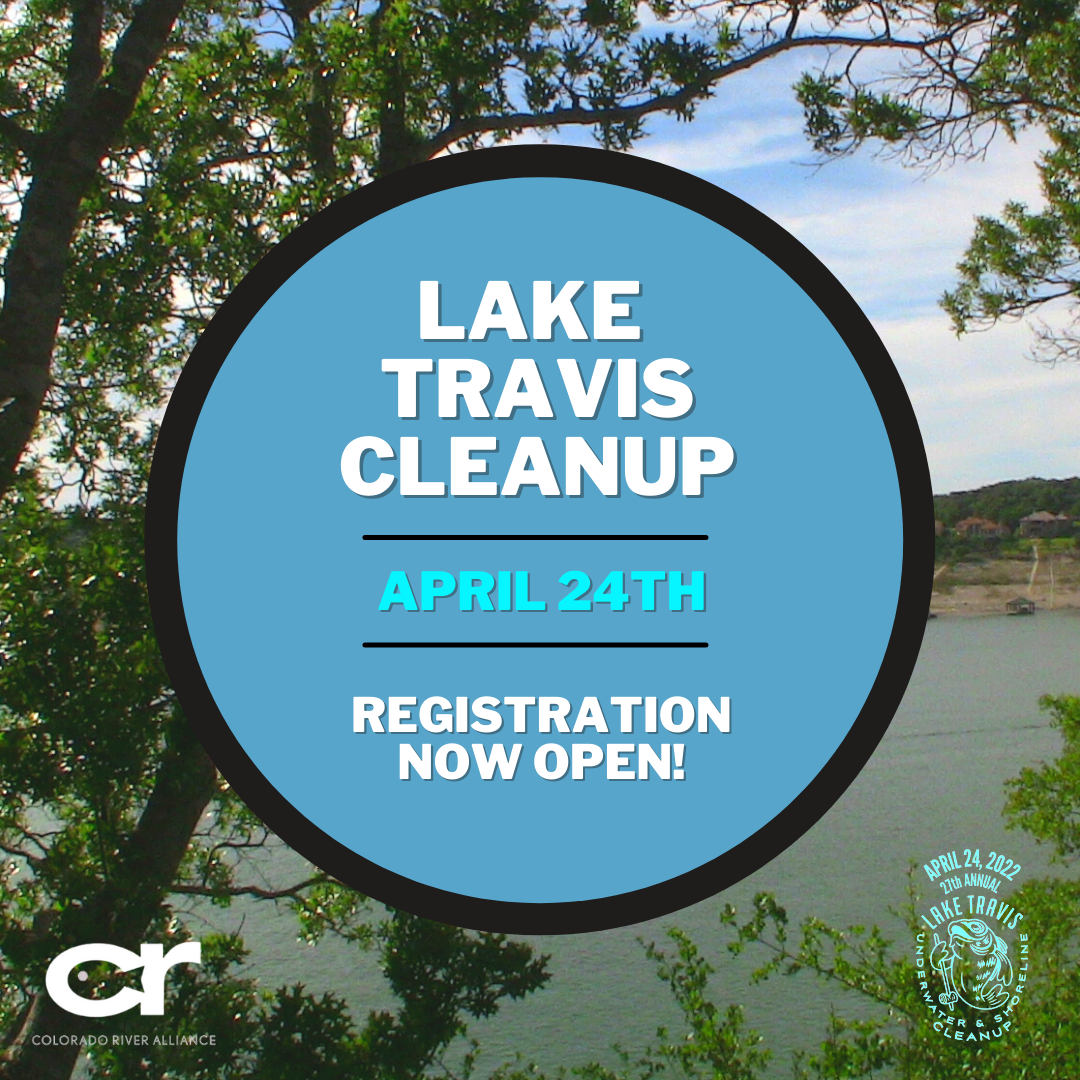 LAKE
TRAVIS
CLEANUP
APRIL 24TH
REGISTRATION
NOW OPEN!
cr
COLORADO RIVER ALLIANCE
APRIL 24, 2022
27th ANNUAL
LAKE TRAVIS
UNDERWATER & SHORELINE
CLEANUP